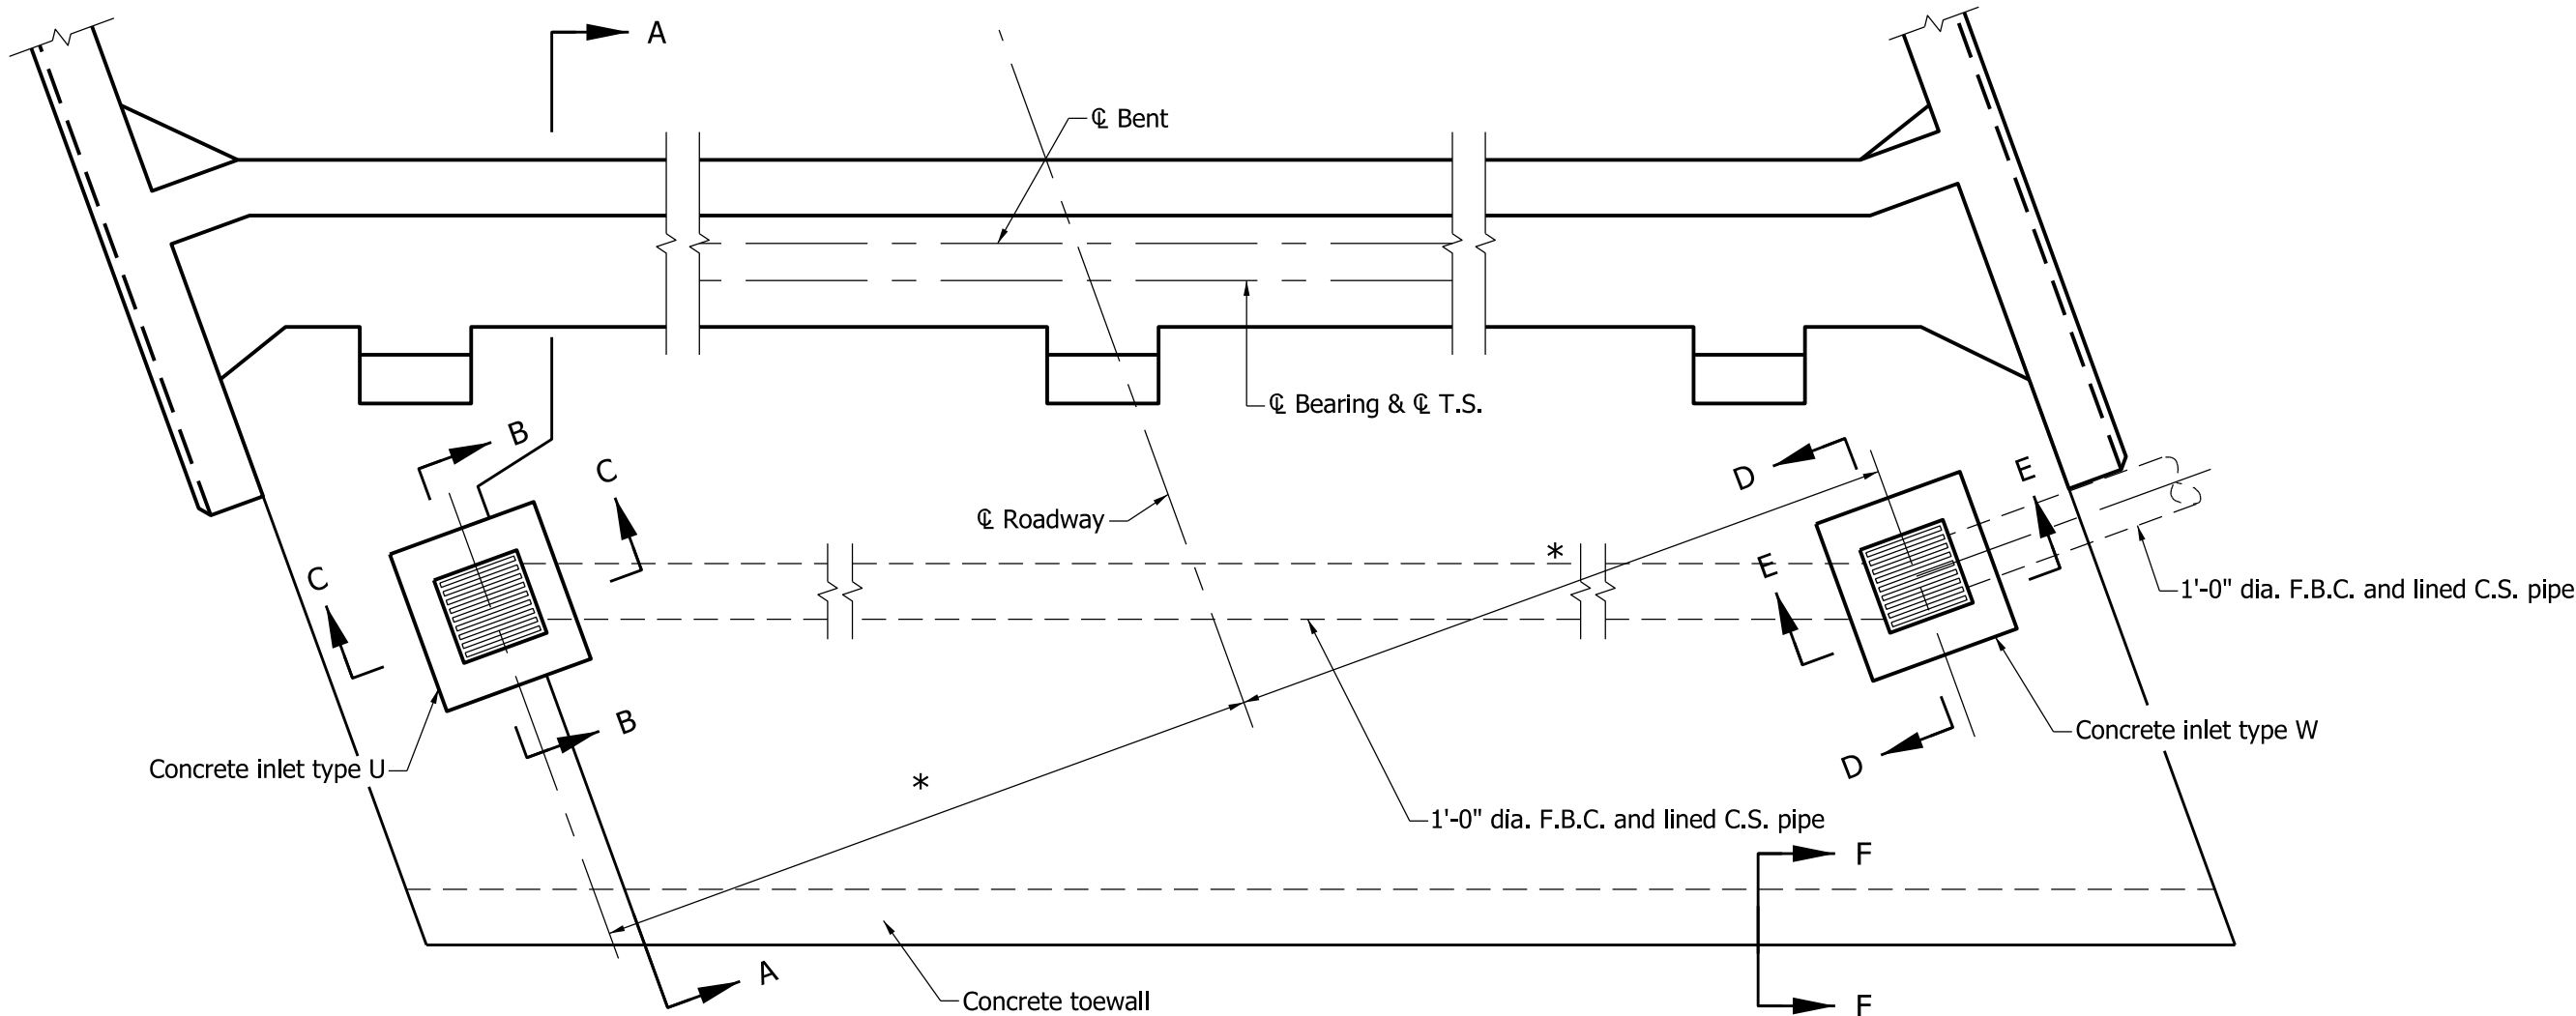 A
℄ Bent
℄ Bearing & ℄ T.S.
B
C
D
E
℄ Roadway
*
C
E
1'-0" dia. F.B.C. and lined C.S. pipe
B
Concrete inlet type W
Concrete inlet type U
D
*
1'-0" dia. F.B.C. and lined C.S. pipe
F
A
Concrete toewall
F